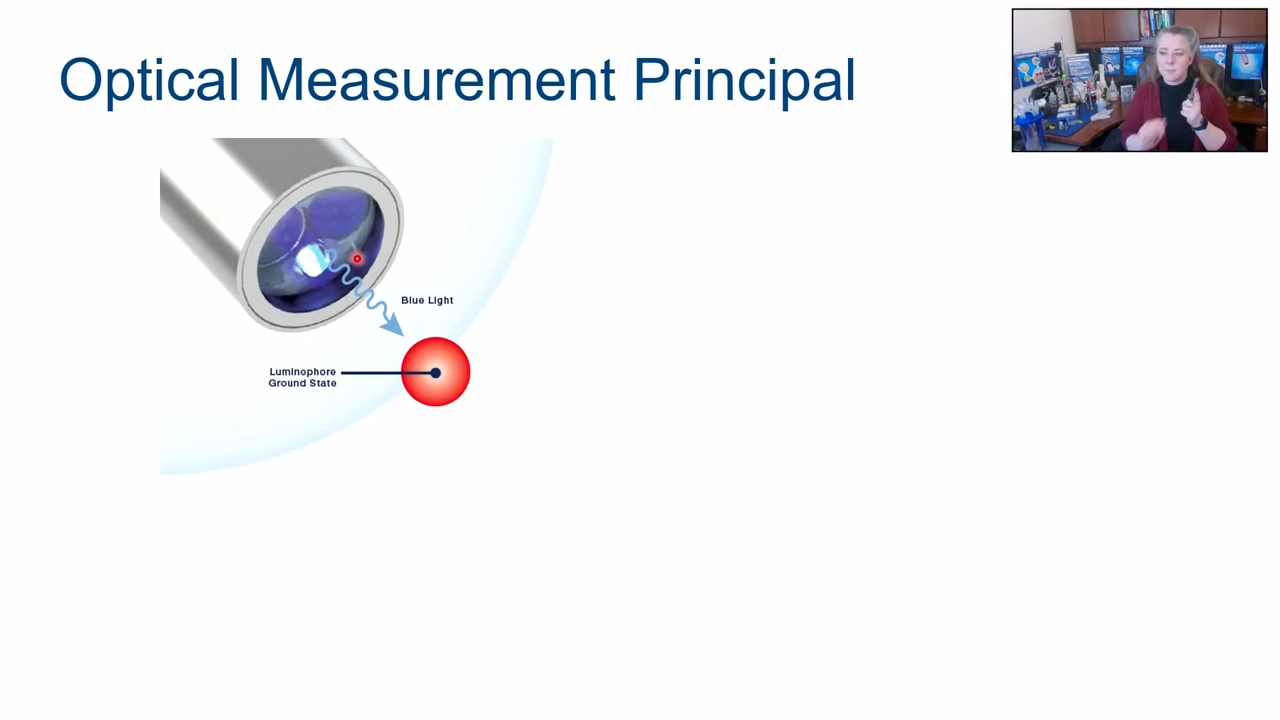 Optical Measurement Principal
Blue Light
Luminophore
Ground State